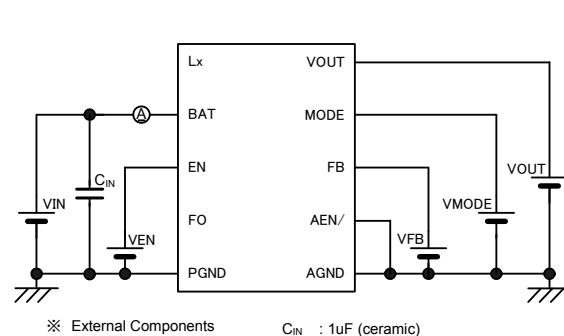 Lx VOUT
A BAT MODE
EN FB
CIN VOUT
VIN VMODE
FO AEN/
VEN VFB
PGND AGND
※ External Components CIN : 1uF (ceramic)